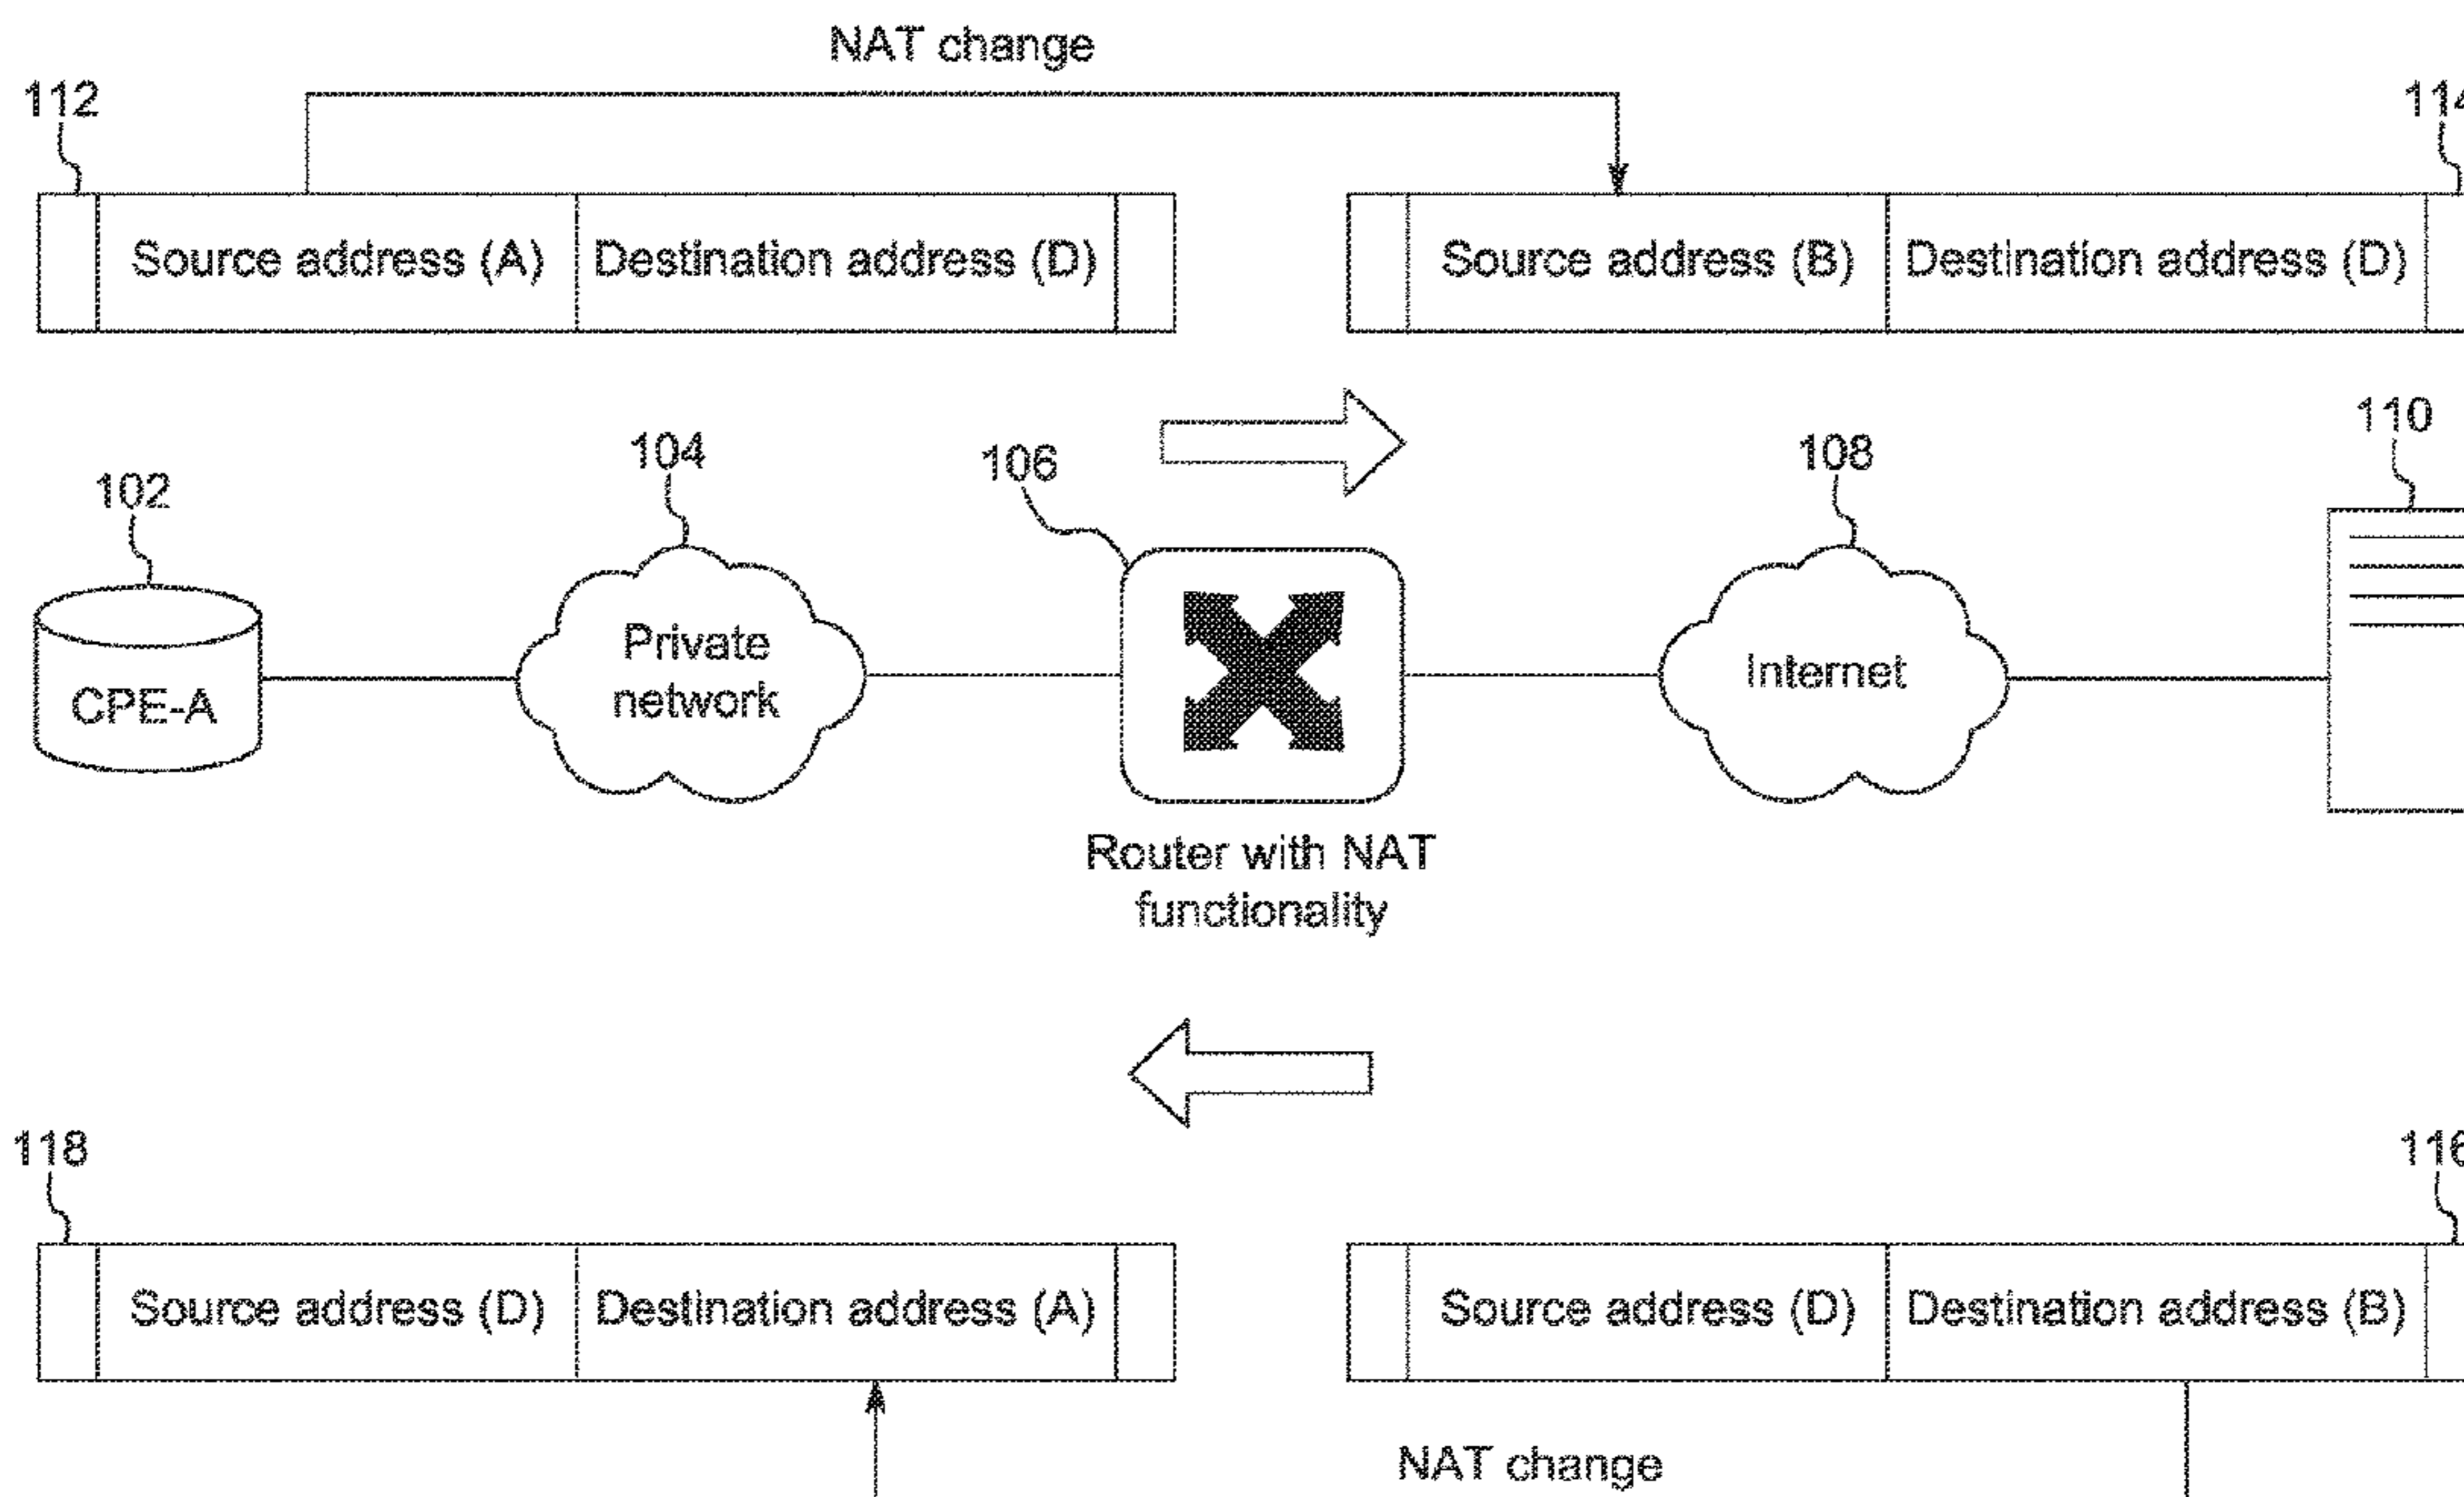 NAT change
112
114
Source address (A) Destination address (D) Source address (B) Destination address (D)
110
104
106
108
102
Private
network
Internet
CPE-A
Router with NAT
functionality
118
116
Source address (D) Destination address (A) Source address (D) Destination address (B)
NAT change